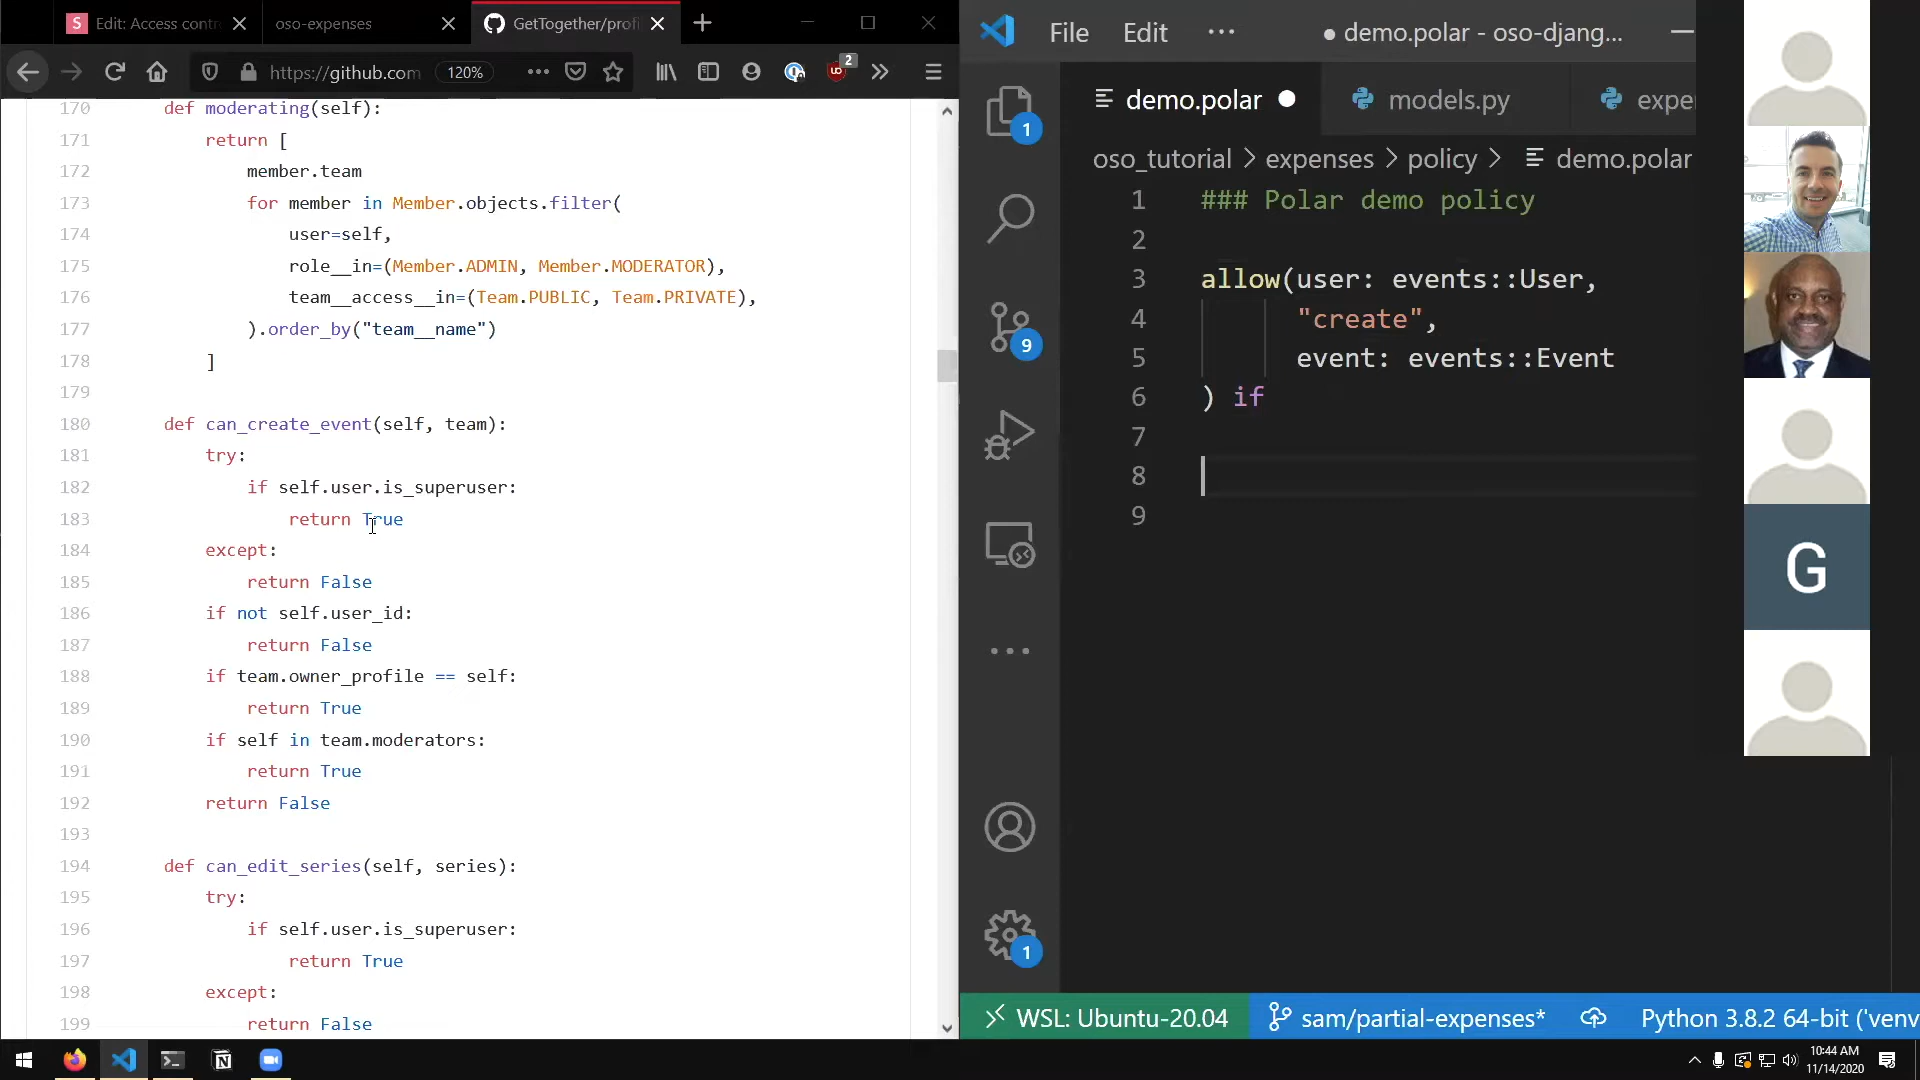 Edit: Access contr
oso-expenses
GetTogether/profi
https://github.com
120%
2
170 def moderating(self):
171 return [
172 member.team
173 for member in Member.objects.filter(
174 user=self,
175 role__in=(Member.ADMIN, Member.MODERATOR),
176 team__access__in=(Team.PUBLIC, Team.PRIVATE),
177 ).order_by("team__name")
178 ]
179
180 def can_create_event(self, team):
181 try:
182 if self.user.is_superuser:
183 return True
184 except:
185 return False
186 if not self.user_id:
187 return False
188 if team.owner_profile == self:
189 return True
190 if self in team.moderators:
191 return True
192 return False
193
194 def can_edit_series(self, series):
195 try:
196 if self.user.is_superuser:
197 return True
198 except:
199 return False
File Edit ··· ● demo.polar - oso-djang...
demo.polar models.py expe
oso_tutorial > expenses > policy > demo.polar
1 ### Polar demo policy
2
3 allow(user: events::User,
4 "create",
5 event: events::Event
6 ) if
7
8
9
1
9
1
G
WSL: Ubuntu-20.04 sam/partial-expenses* Python 3.8.2 64-bit ('venv
10:44 AM
11/14/2020